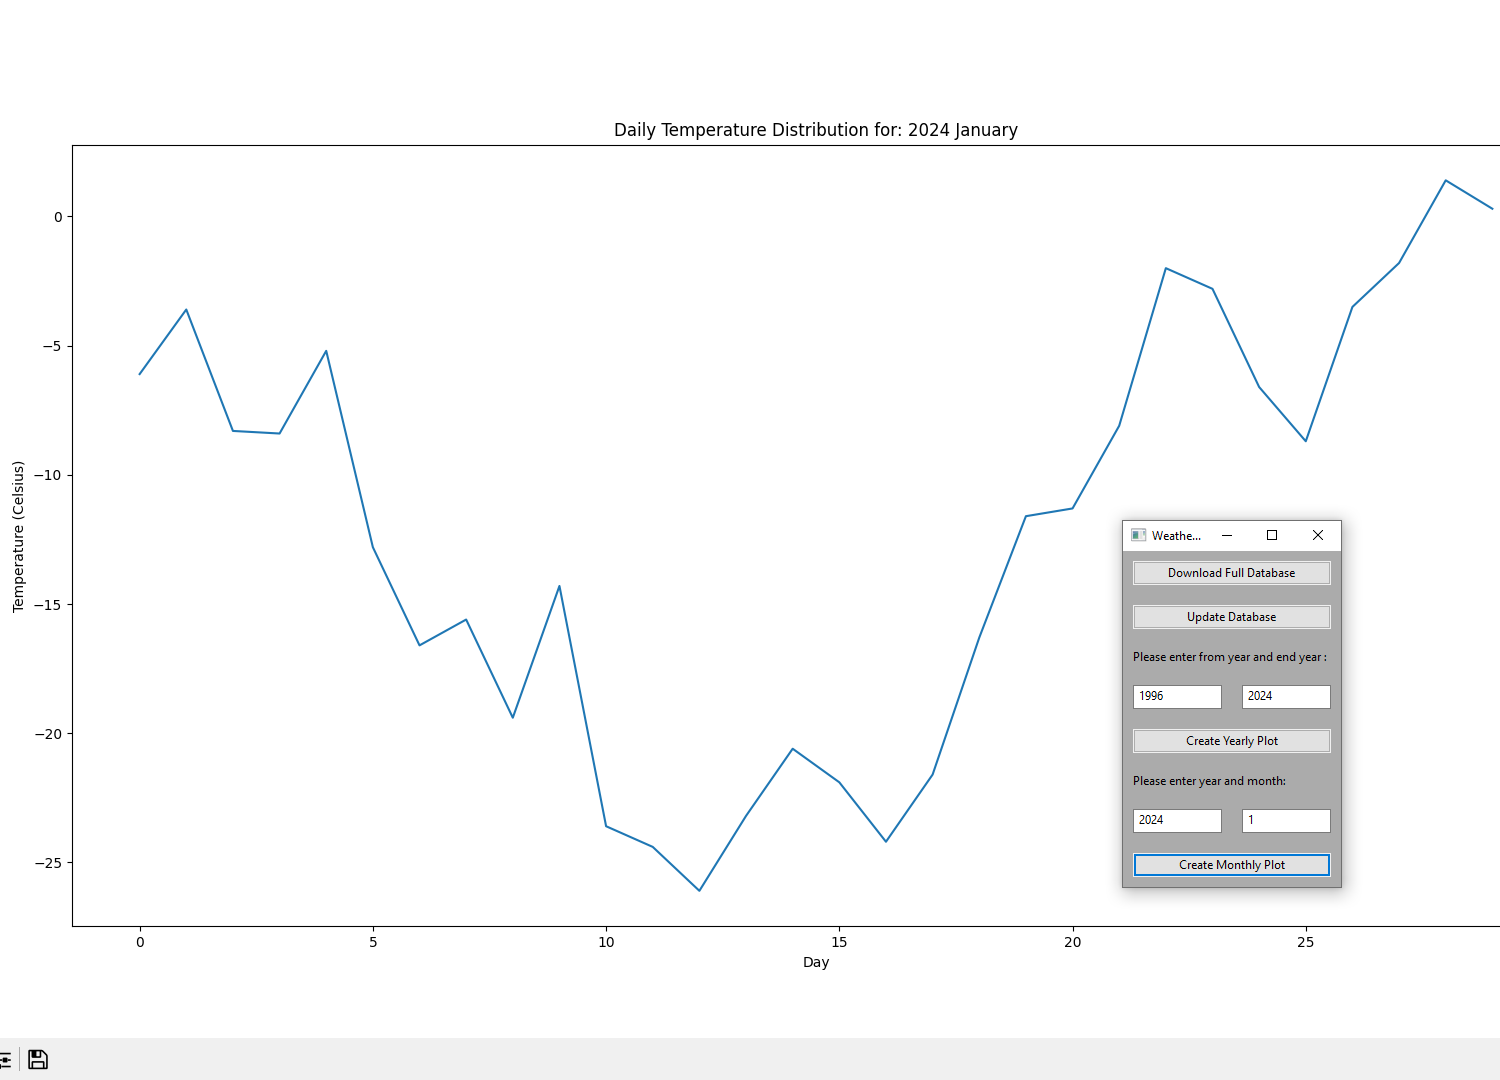 Daily Temperature Distribution for: 2024 January
0
−5
−10
−15
−20
−25
Temperature (Celsius)
0 5 10 15 20 25
Day
Weathe...
Download Full Database
Update Database
Please enter from year and end year :
1996 2024
Create Yearly Plot
Please enter year and month:
2024 1
Create Monthly Plot